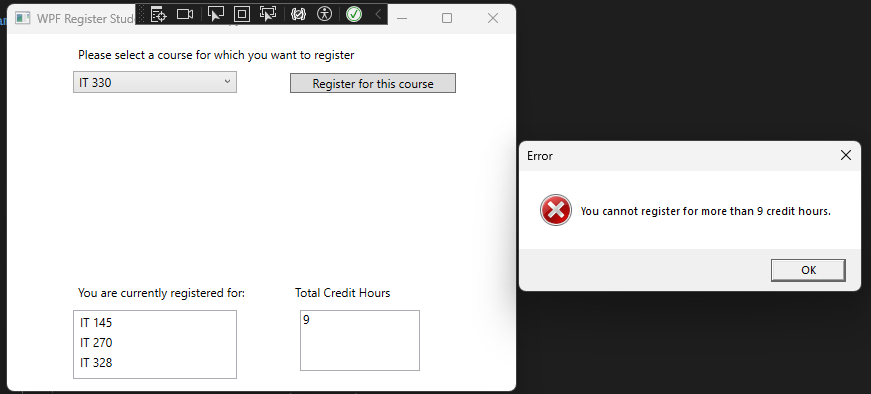 WPF Register Stude
Please select a course for which you want to register
IT 330
Register for this course
Error
You cannot register for more than 9 credit hours.
OK
You are currently registered for:
Total Credit Hours
IT 145
IT 270
IT 328
9